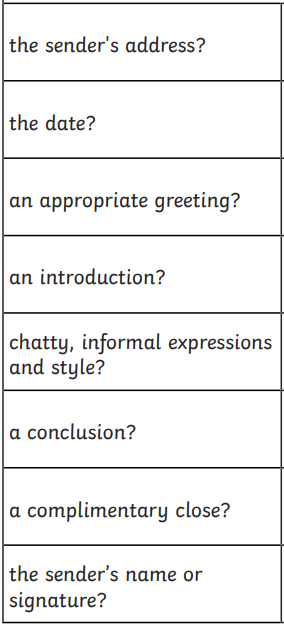 the sender's address?
the date?
an appropriate greeting?
an introduction?
chatty, informal expressions
and style?
a conclusion?
a complimentary close?
the sender’s name or
signature?